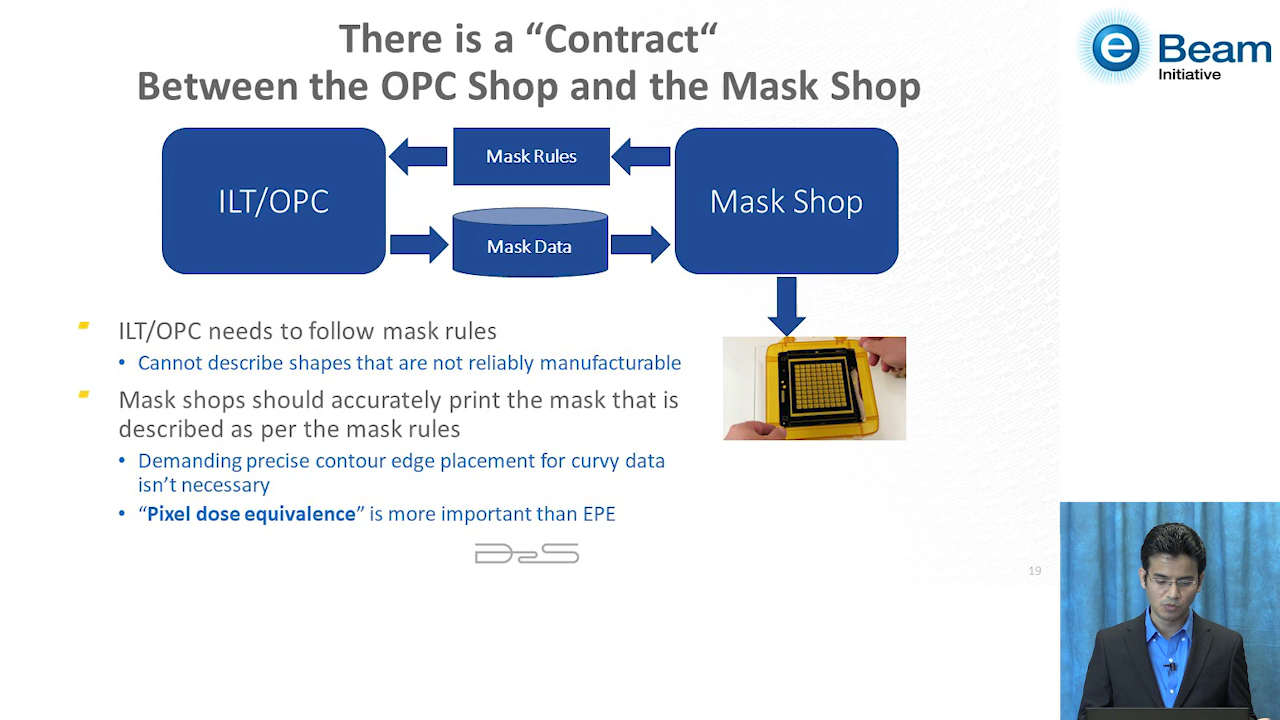 There is a “Contract“
Between the OPC Shop and the Mask Shop
e Beam
Initiative
ILT/OPC
Mask Rules
Mask Shop
Mask Data
ILT/OPC needs to follow mask rules
• Cannot describe shapes that are not reliably manufacturable
Mask shops should accurately print the mask that is
described as per the mask rules
• Demanding precise contour edge placement for curvy data
isn’t necessary
• “Pixel dose equivalence” is more important than EPE
D2S
19